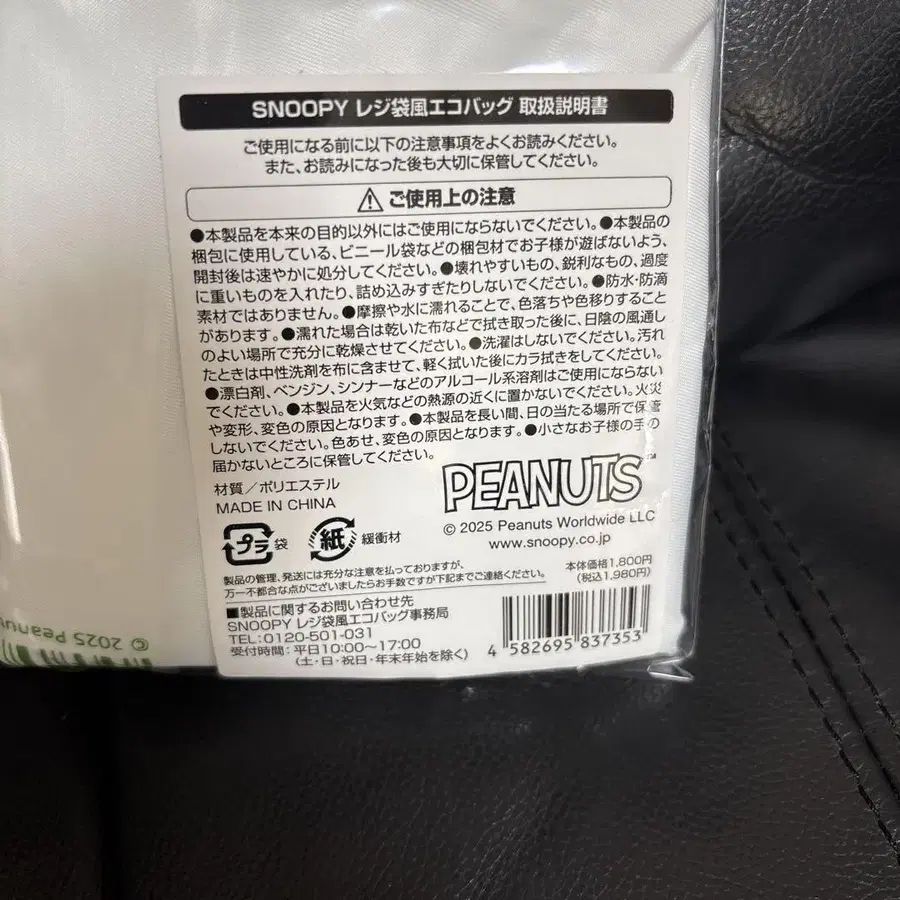 SNOOPY レジ袋風エコバッグ 取扱説明書
ご使用になる前に以下の注意事項をよくお読みください。
また、お読みになった後も大切に保管してください。
⚠ ご使用上の注意
●本製品を本来の目的以外にはご使用にならないでください。●本製品の
梱包に使用している、ビニール袋などの梱包材でお子様が遊ばないよう、
開封後は速やかに処分してください。●壊れやすいもの、鋭利なもの、過度
に重いものを入れたり、詰め込みすぎたりしないでください。●防水・防滴
素材ではありません。●摩擦や水に濡れることで、色落ちや色移りすること
があります。●濡れた場合は乾いた布などで拭き取った後に、日陰の風通し
のよい場所で充分に乾燥させてください。●洗濯はしないでください。汚れ
たときは中性洗剤を布に含ませて、軽く拭いた後にカラ拭きをしてください。
●漂白剤、ベンジン、シンナーなどのアルコール系溶剤はご使用にならない
でください。●本製品を火気などの熱源の近くに置かないでください。火災
や変形、変色の原因となります。●本製品を長い間、日の当たる場所で保管
しないでください。色あせ、変色の原因となります。●小さなお子様の手の
届かないところに保管してください。
材質／ポリエステル
MADE IN CHINA
PEANUTS™
© 2025 Peanuts Worldwide LLC
www.snoopy.co.jp
プラ 袋 紙 緩衝材
本体価格1,800円
(税込1,980円)
製品の管理、発送には充分な注意を払っておりますが、
万一不都合な点がございましたらお手数ですが下記までご連絡ください。
■製品に関するお問い合わせ先
SNOOPY レジ袋風エコバッグ事務局
TEL:0120-501-031
受付時間：平日10:00～17:00
(土・日・祝日・年末年始を除く)
4 582695 837353
© 2025 Peanu